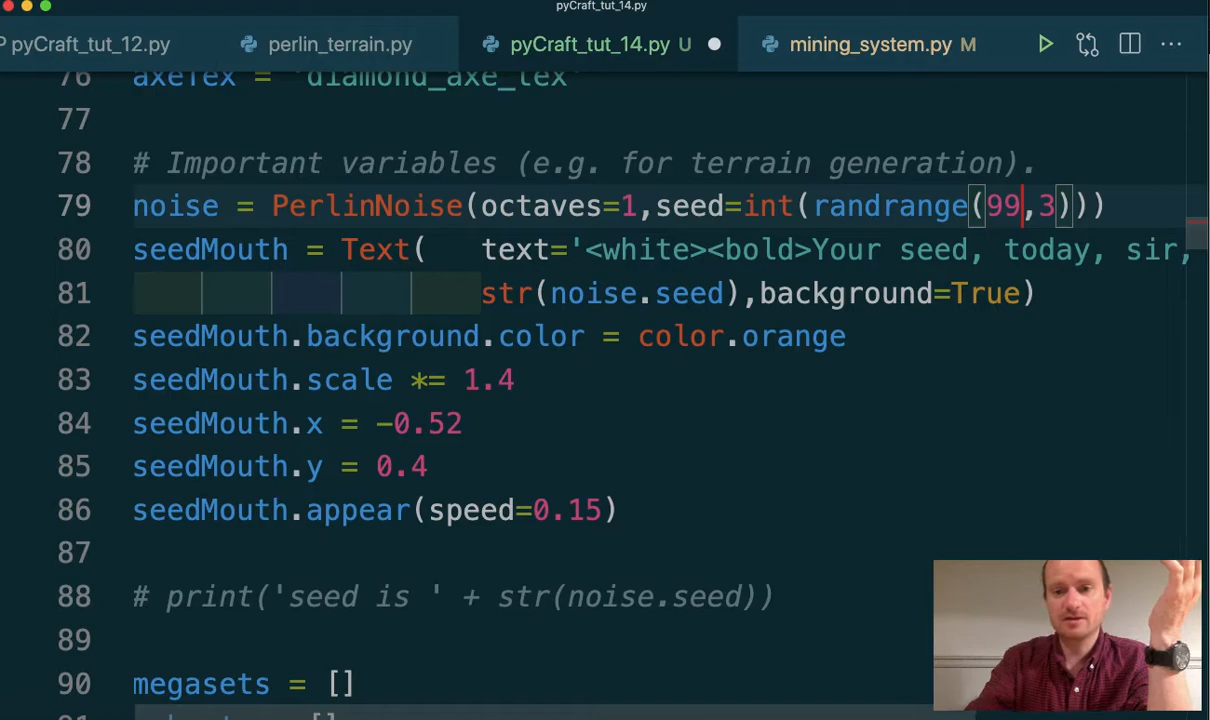 pyCraft_tut_14.py
pyCraft_tut_12.py perlin_terrain.py pyCraft_tut_14.py U mining_system.py M
76 axeTex = 'diamond_axe_tex'
77
78 # Important variables (e.g. for terrain generation).
79 noise = PerlinNoise(octaves=1,seed=int(randrange(99,3)))
80 seedMouth = Text( text='<white><bold>Your seed, today, sir,
81 str(noise.seed),background=True)
82 seedMouth.background.color = color.orange
83 seedMouth.scale *= 1.4
84 seedMouth.x = -0.52
85 seedMouth.y = 0.4
86 seedMouth.appear(speed=0.15)
87
88 # print('seed is ' + str(noise.seed))
89
90 megasets = []